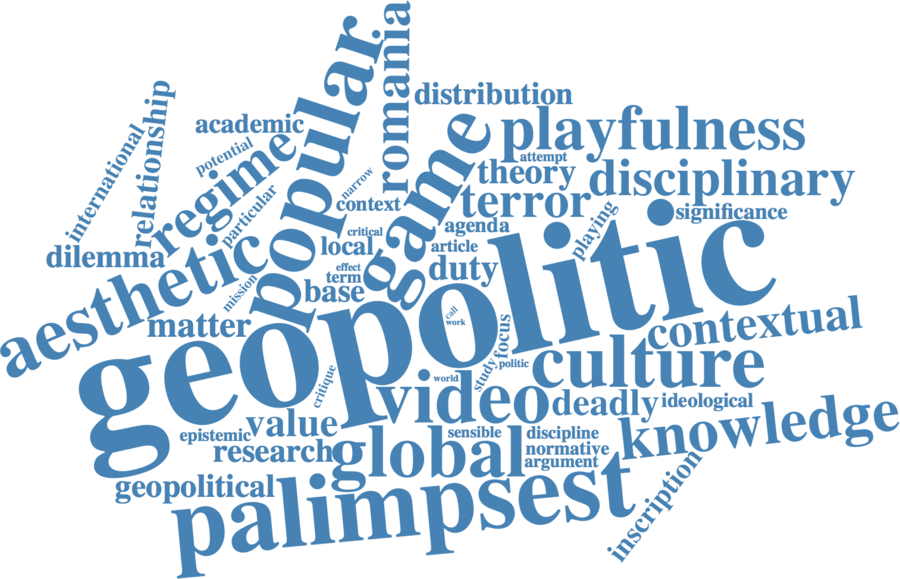 romania
popular
distribution
game
playfulness
academic
international
relationship
potential
regime
attempt
theory
disciplinary
narrow
terror
significance
context
particular
playing
agenda
critical
local
article
dilemma
aesthetic
effect
term
duty
mission
base
matter
geopolitic
call
work
contextual
focus
culture
politic
study
world
critique
video
deadly
ideological
value
knowledge
epistemic
sensible
discipline
research
global
normative
argument
geopolitical
palimpsest
inscription